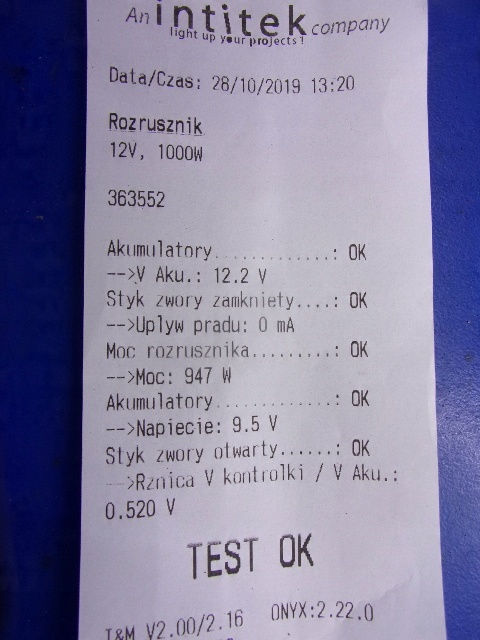 An intitek company
light up your projects !
Data/Czas: 28/10/2019 13:20
Rozrusznik
12V, 1000W
363552
Akumulatory.............: OK
-->V Aku.: 12.2 V
Styk zwory zamkniety....: OK
-->Uplyw pradu: 0 mA
Moc rozrusznika.........: OK
-->Moc: 947 W
Akumulatory.............: OK
-->Napiecie: 9.5 V
Styk zwory otwarty......: OK
-->Rznica V kontrolki / V Aku.:
0.520 V
TEST OK
T&M V2.00/2.16 ONYX:2.22.0